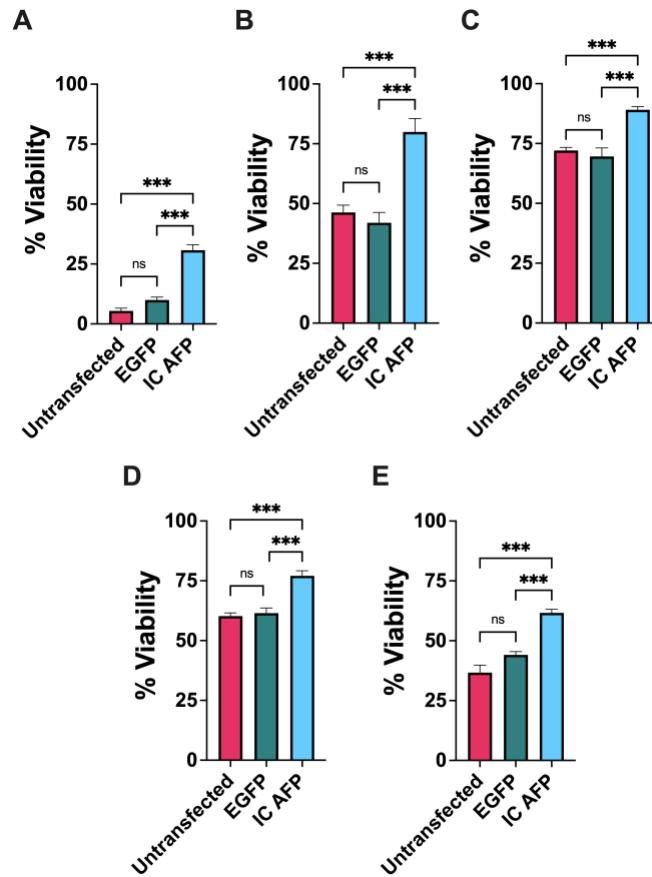 A
B
C
% Viability
100
75
50
25
0
***
***
ns
Untransfected
EGFP
IC AFP
% Viability
100
75
50
25
0
***
***
ns
Untransfected
EGFP
IC AFP
% Viability
100
75
50
25
0
***
***
ns
Untransfected
EGFP
IC AFP
D
E
% Viability
100
75
50
25
0
***
***
ns
Untransfected
EGFP
IC AFP
% Viability
100
75
50
25
0
***
***
ns
Untransfected
EGFP
IC AFP